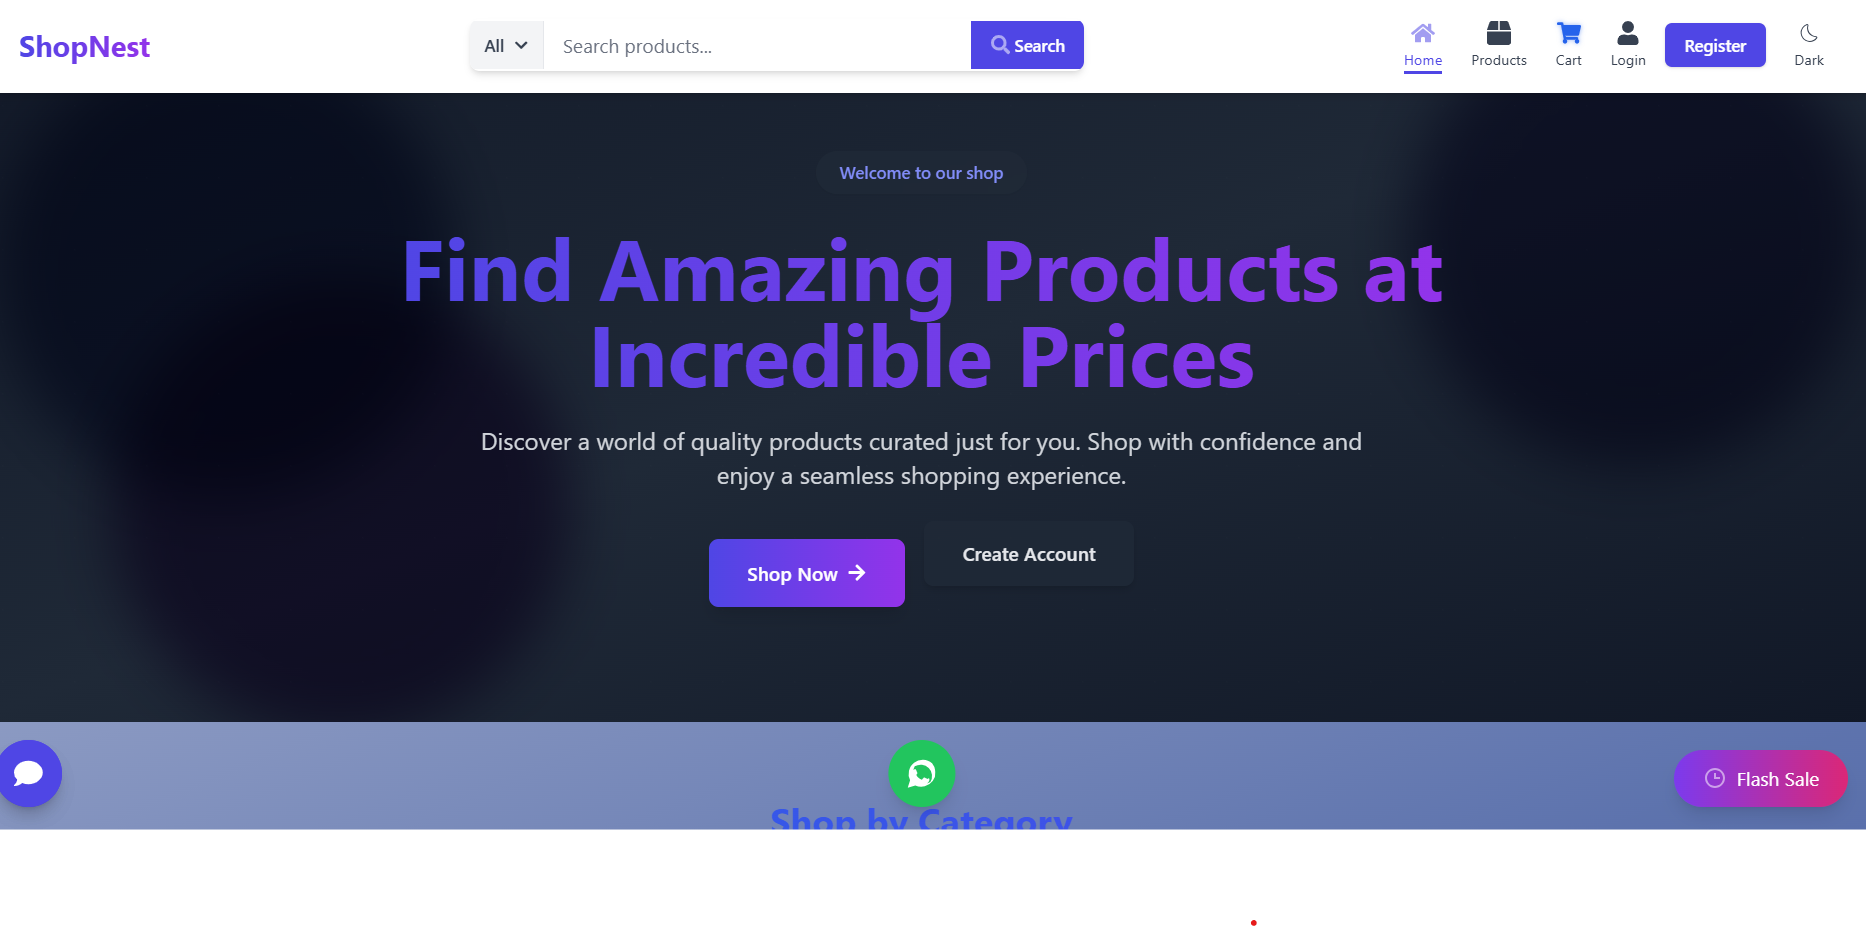 ShopNest
All
Search products...
Search
Home
Products
Cart
Login
Register
Dark
Welcome to our shop
Find Amazing Products at
Incredible Prices
Discover a world of quality products curated just for you. Shop with confidence and
enjoy a seamless shopping experience.
Shop Now
Create Account
Flash Sale
Shop by Category